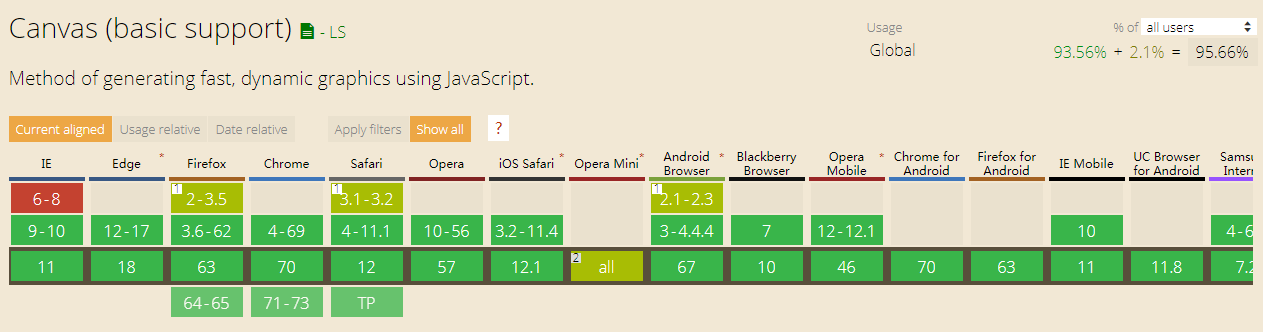 Canvas (basic support) - LS
Usage % of all users
Global 93.56% + 2.1% = 95.66%
Method of generating fast, dynamic graphics using JavaScript.
Current aligned Usage relative Date relative Apply filters Show all ?
IE Edge * Firefox Chrome Safari Opera iOS Safari * Opera Mini * Android Browser * Blackberry Browser Opera Mobile * Chrome for Android Firefox for Android IE Mobile UC Browser for Android Samsu Intern
6-8 1 2-3.5 1 3.1-3.2 1 2.1-2.3
9-10 12-17 3.6-62 4-69 4-11.1 10-56 3.2-11.4 3-4.4.4 7 12-12.1 10 4-6
11 18 63 70 12 57 12.1 2 all 67 10 46 70 63 11 11.8 7.2
64-65 71-73 TP